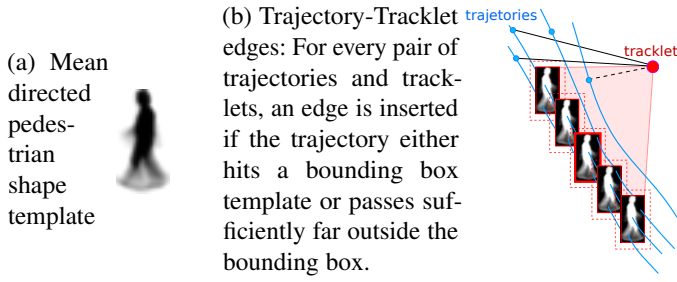 (a) Mean
directed
pedes-
trian
shape
template
(b) Trajectory-Tracklet
edges: For every pair of
trajectories and track-
lets, an edge is inserted
if the trajectory either
hits a bounding box
template or passes suf-
ficiently far outside the
bounding box.
trajetories
tracklet